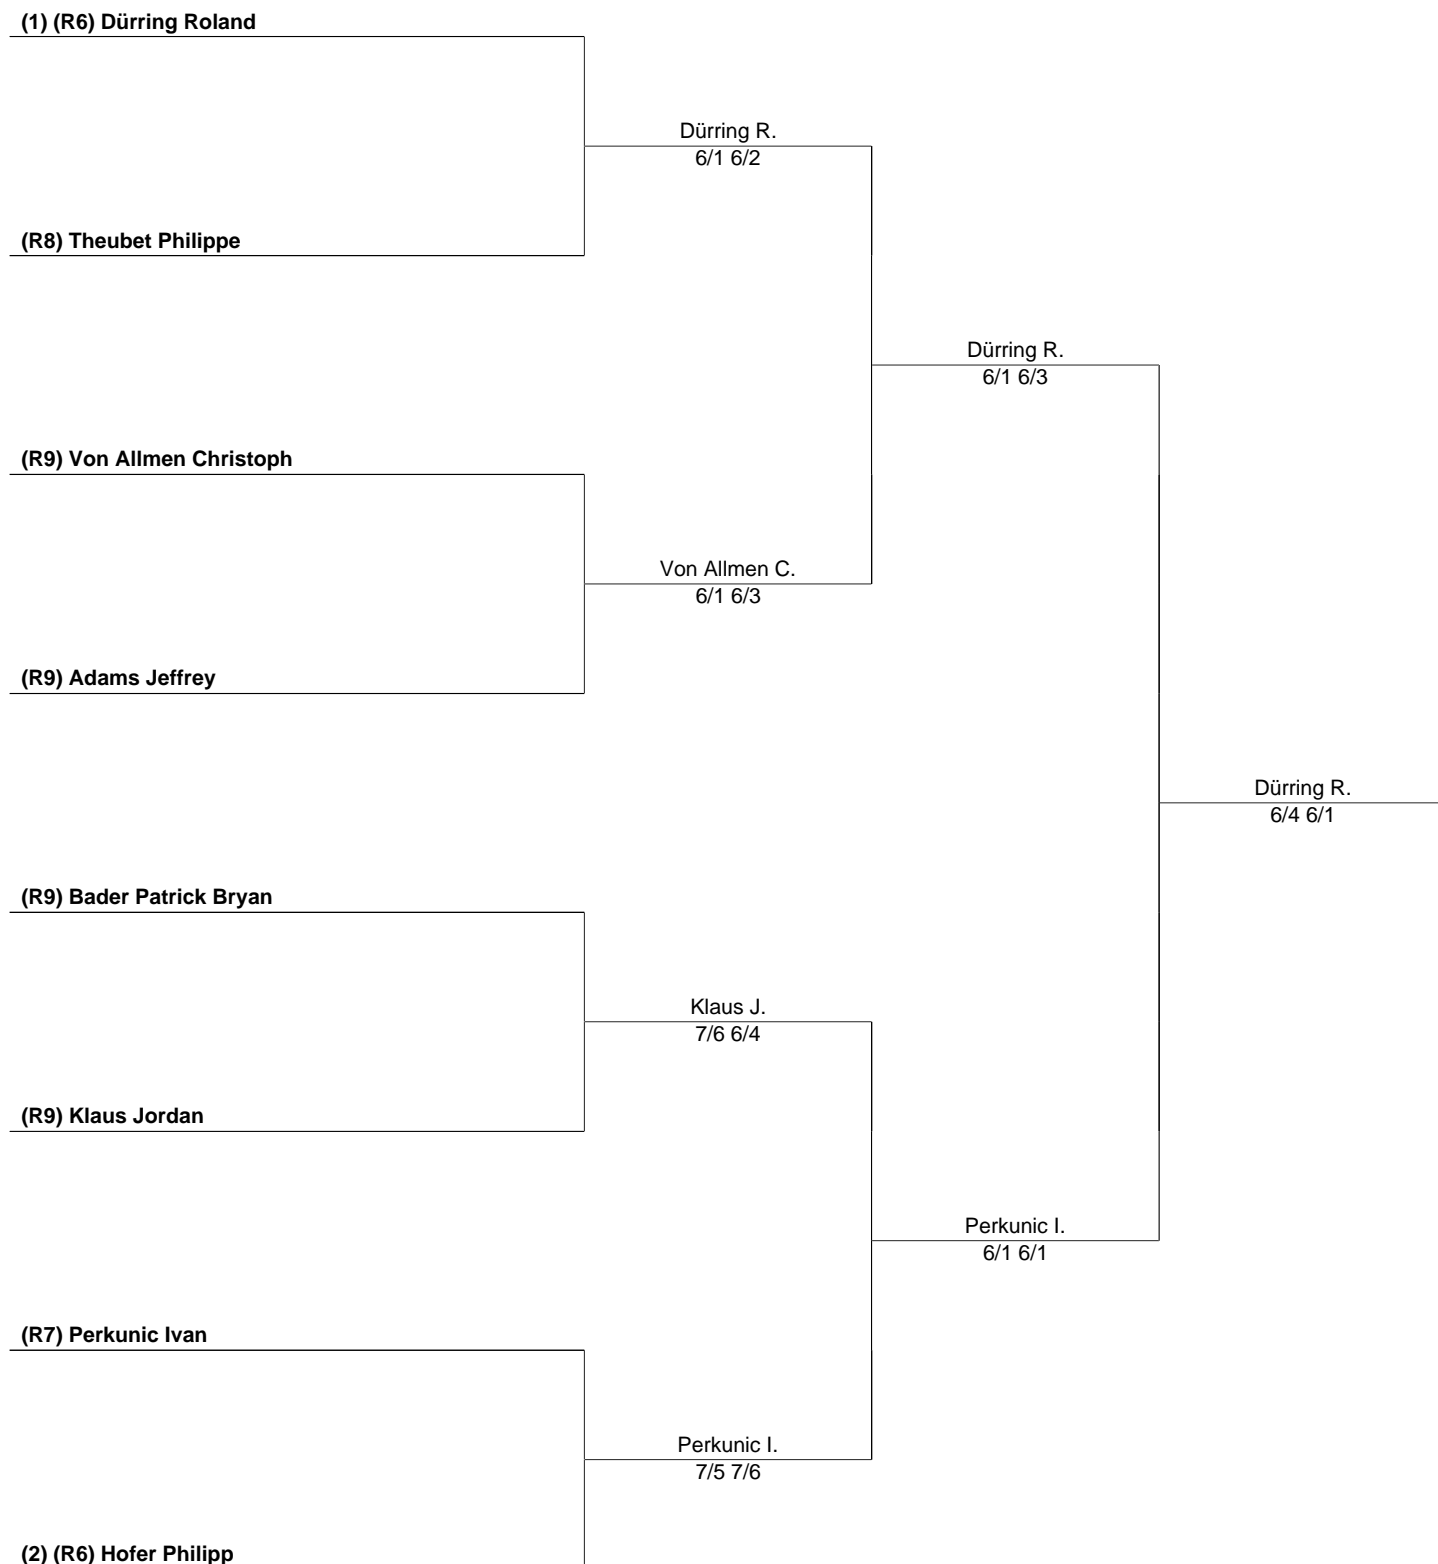 (1) (R6) Dürring Roland
Dürring R.
6/1 6/2
(R8) Theubet Philippe
Dürring R.
6/1 6/3
(R9) Von Allmen Christoph
Von Allmen C.
6/1 6/3
(R9) Adams Jeffrey
Dürring R.
6/4 6/1
(R9) Bader Patrick Bryan
Klaus J.
7/6 6/4
(R9) Klaus Jordan
Perkunic I.
6/1 6/1
(R7) Perkunic Ivan
Perkunic I.
7/5 7/6
(2) (R6) Hofer Philipp